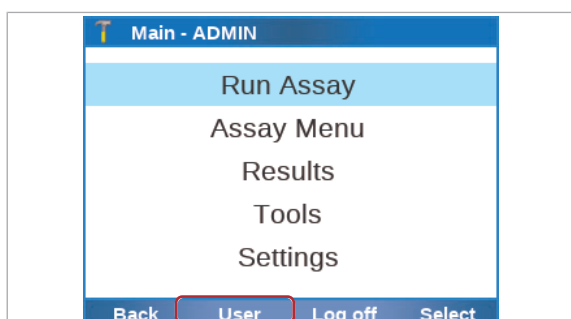 Main - ADMIN
Run Assay
Assay Menu
Results
Tools
Settings
Back User Log off Select